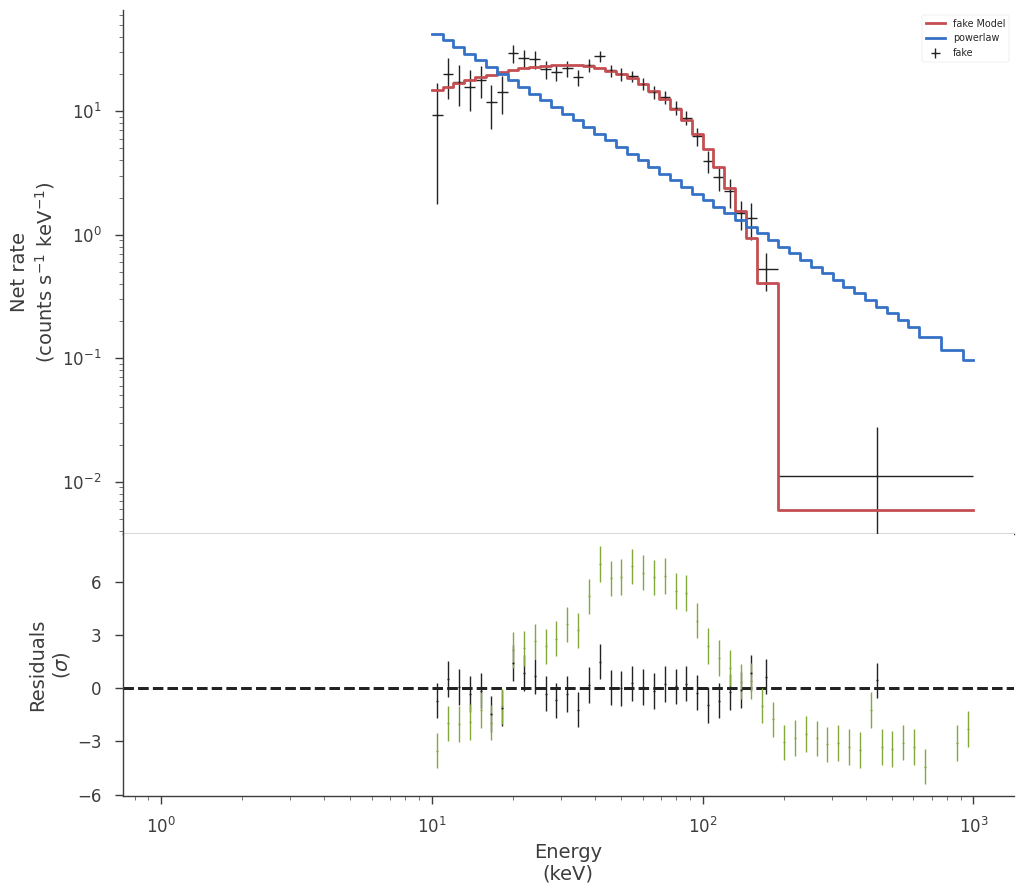 fake Model
powerlaw
fake
Net rate
(counts s⁻¹ keV⁻¹)
10¹
10⁰
10⁻¹
10⁻²
Residuals
(σ)
6
3
0
−3
−6
10⁰ 10¹ 10² 10³
Energy
(keV)